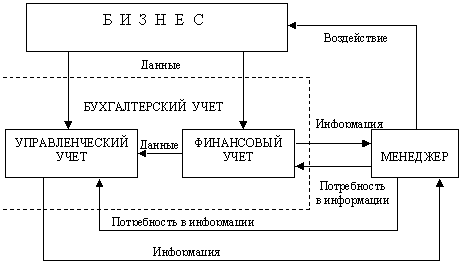 Б И З Н Е С
Воздействие
Данные
БУХГАЛТЕРСКИЙ УЧЕТ
Информация
УПРАВЛЕНЧЕСКИЙ
УЧЕТ
Данные
ФИНАНСОВЫЙ
УЧЕТ
МЕНЕДЖЕР
Потребность
в информации
Потребность в информации
Информация